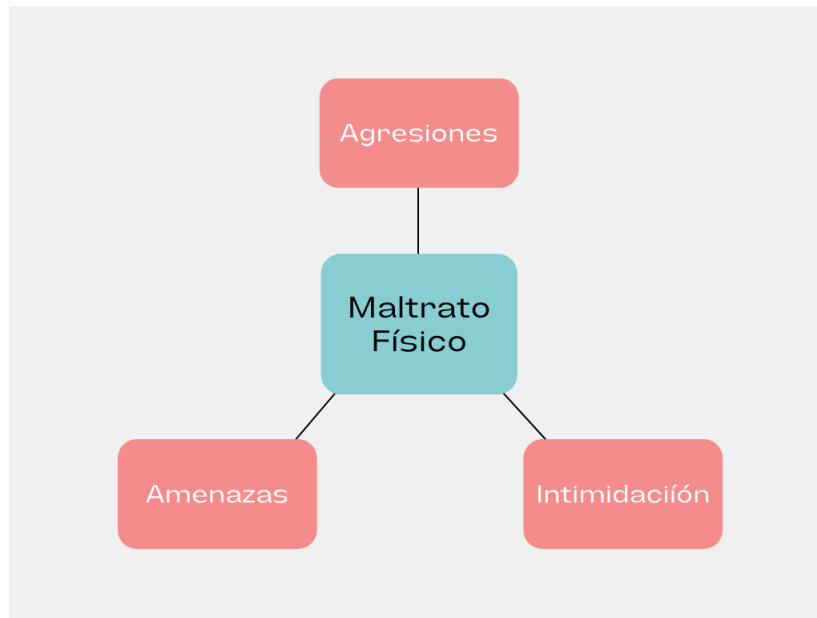 Agresiones
Maltrato
Físico
Amenazas
Intimidaciíón